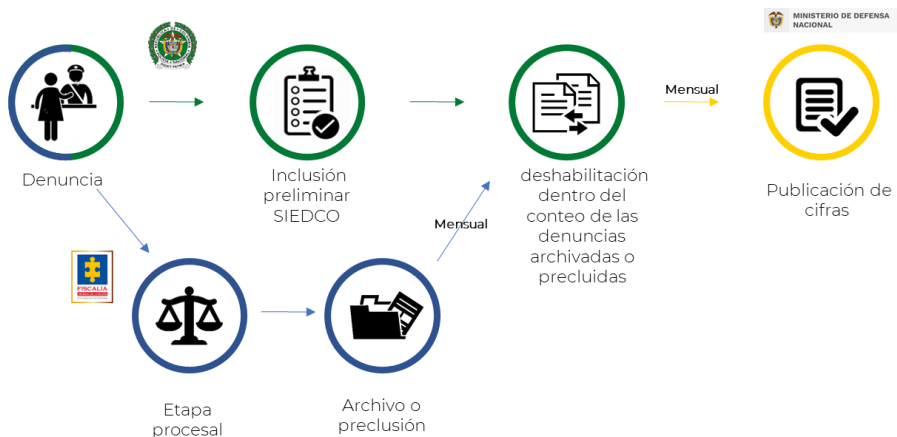 MINISTERIO DE DEFENSA
NACIONAL
Mensual
Denuncia
Inclusión
preliminar
SIEDCO
deshabilitación
dentro del
conteo de las
denuncias
archivadas o
precluidas
Publicación de
cifras
Mensual
FISCALÍA
Etapa
procesal
Archivo o
preclusión